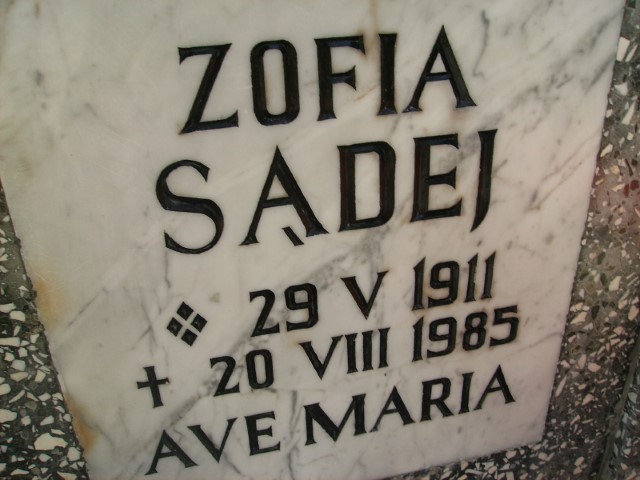 ZOFIA
SĄDEJ
❖ 29 V 1911
✝ 20 VIII 1985
AVE MARIA